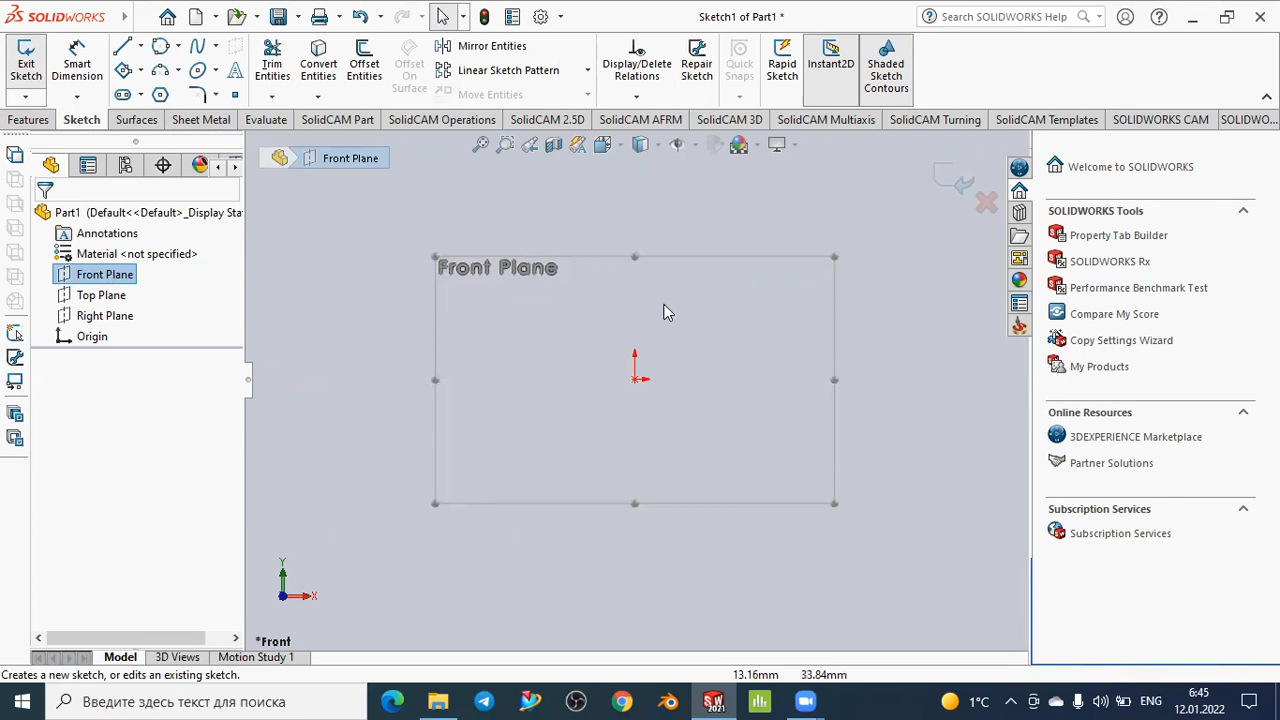 SOLIDWORKS
Sketch1 of Part1 *
Search SOLIDWORKS Help
Exit Sketch
Smart Dimension
Trim Entities
Convert Entities
Offset Entities
Offset On Surface
Mirror Entities
Linear Sketch Pattern
Move Entities
Display/Delete Relations
Repair Sketch
Quick Snaps
Rapid Sketch
Instant2D
Shaded Sketch Contours
Features
Sketch
Surfaces
Sheet Metal
Evaluate
SolidCAM Part
SolidCAM Operations
SolidCAM 2.5D
SolidCAM AFRM
SolidCAM 3D
SolidCAM Multiaxis
SolidCAM Turning
SolidCAM Templates
SOLIDWORKS CAM
SOLIDWO...
Part1 (Default<<Default>_Display Sta
Annotations
Material <not specified>
Front Plane
Top Plane
Right Plane
Origin
Front Plane
Front Plane
Y
X
*Front
Welcome to SOLIDWORKS
SOLIDWORKS Tools
Property Tab Builder
SOLIDWORKS Rx
Performance Benchmark Test
Compare My Score
Copy Settings Wizard
My Products
Online Resources
3DEXPERIENCE Marketplace
Partner Solutions
Subscription Services
Subscription Services
Model
3D Views
Motion Study 1
Creates a new sketch, or edits an existing sketch.
13.16mm
33.84mm
Введите здесь текст для поиска
SW
2021
1°C
ENG
6:45
12.01.2022